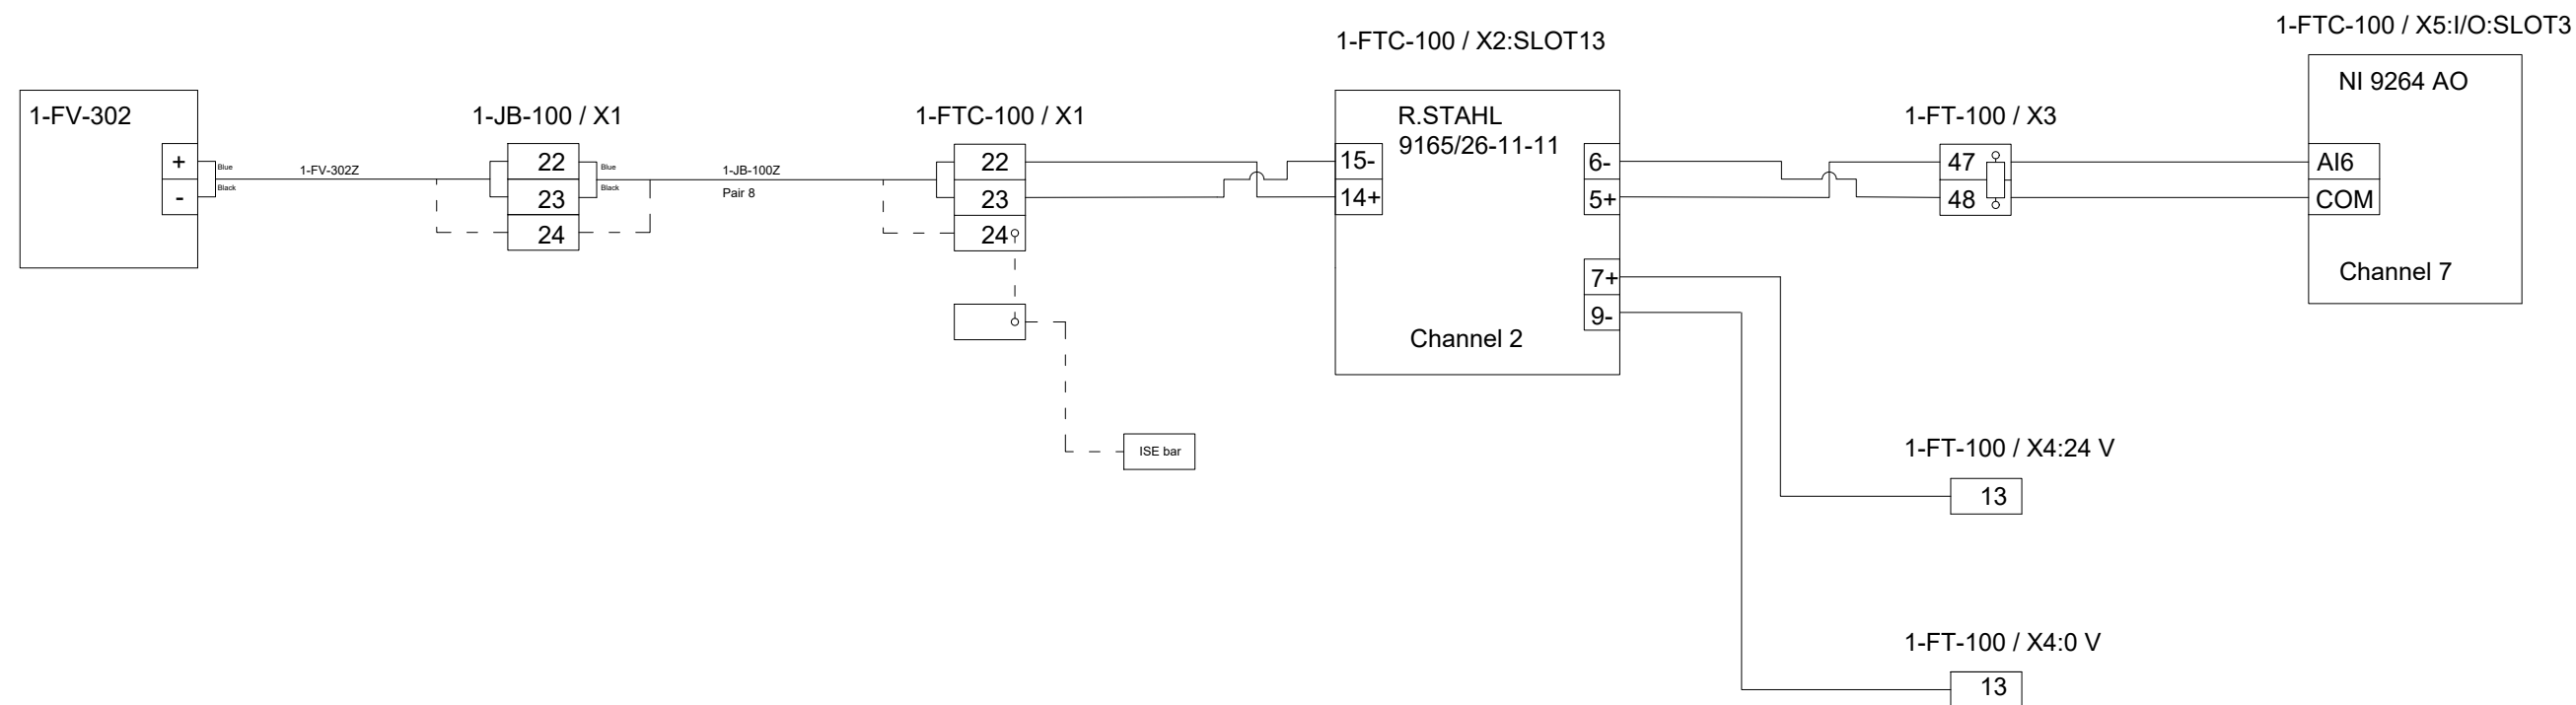 1-FTC-100 / X5:I/O:SLOT3
1-FTC-100 / X2:SLOT13
NI 9264 AO
1-FV-302
1-JB-100 / X1
1-FTC-100 / X1
R.STAHL
9165/26-11-11
1-FT-100 / X3
+
-
Blue
Black
1-FV-302Z
22
23
24
Blue
Black
1-JB-100Z
Pair 8
22
23
24
15-
14+
6-
5+
47
48
AI6
COM
Channel 7
7+
9-
Channel 2
ISE bar
1-FT-100 / X4:24 V
13
1-FT-100 / X4:0 V
13